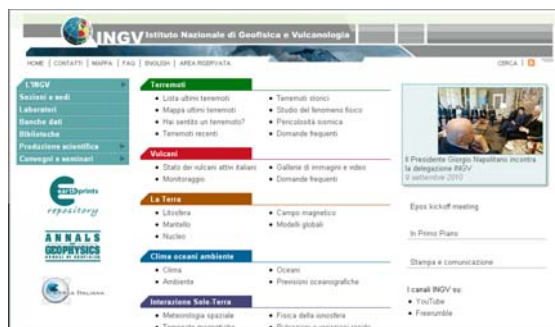 INGV Istituto Nazionale di Geofisica e Vulcanologia
HOME | CONTATTI | MAPPA | FAQ | ENGLISH | AREA RISERVATA
CERCA |
L'INGV
Sezioni e sedi
Laboratori
Banche dati
Biblioteche
Produzione scientifica
Convegni e seminari
earthprints
repository
ANNALS
GEOPHYSICS
ITALIANA
Terremoti
Lista ultimi terremoti
Mappa ultimi terremoti
Hai sentito un terremoto?
Terremoti recenti
Terremoti storici
Studio del fenomeno fisico
Pericolosità sismica
Domande frequenti
Vulcani
Stato dei vulcani attivi italiani
Monitoraggio
Gallerie di immagini e video
Domande frequenti
La Terra
Litosfera
Mantello
Nucleo
Campo magnetico
Modelli globali
Clima oceani ambiente
Clima
Ambiente
Oceani
Previsioni oceanografiche
Interazione Sole-Terra
Meteorologia spaziale
Fisica della ionosfera
Il Presidente Giorgio Napolitano incontra
la delegazione INGV
9 settembre 2010
Epos kickoff meeting
In Primo Piano
Stampa e comunicazione
I canali INGV su:
YouTube
Freerumble